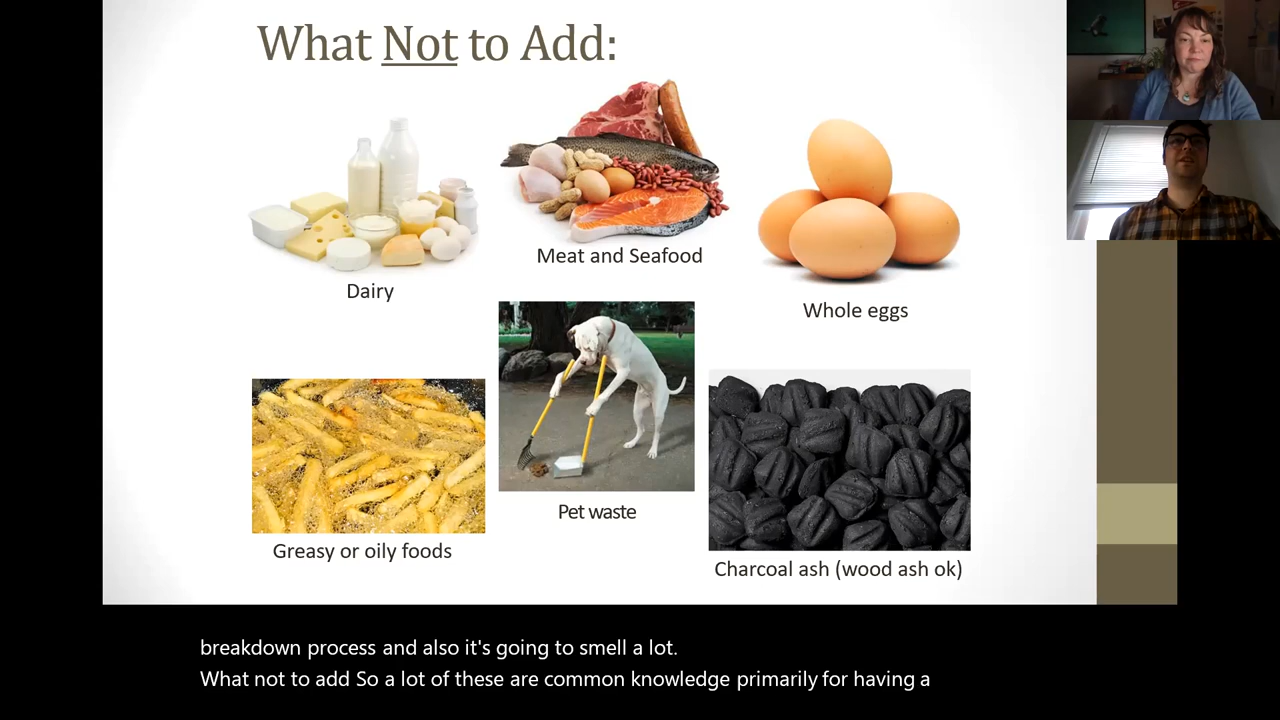 What Not to Add:
Dairy
Meat and Seafood
Whole eggs
Greasy or oily foods
Pet waste
Charcoal ash (wood ash ok)
breakdown process and also it's going to smell a lot.
What not to add So a lot of these are common knowledge primarily for having a